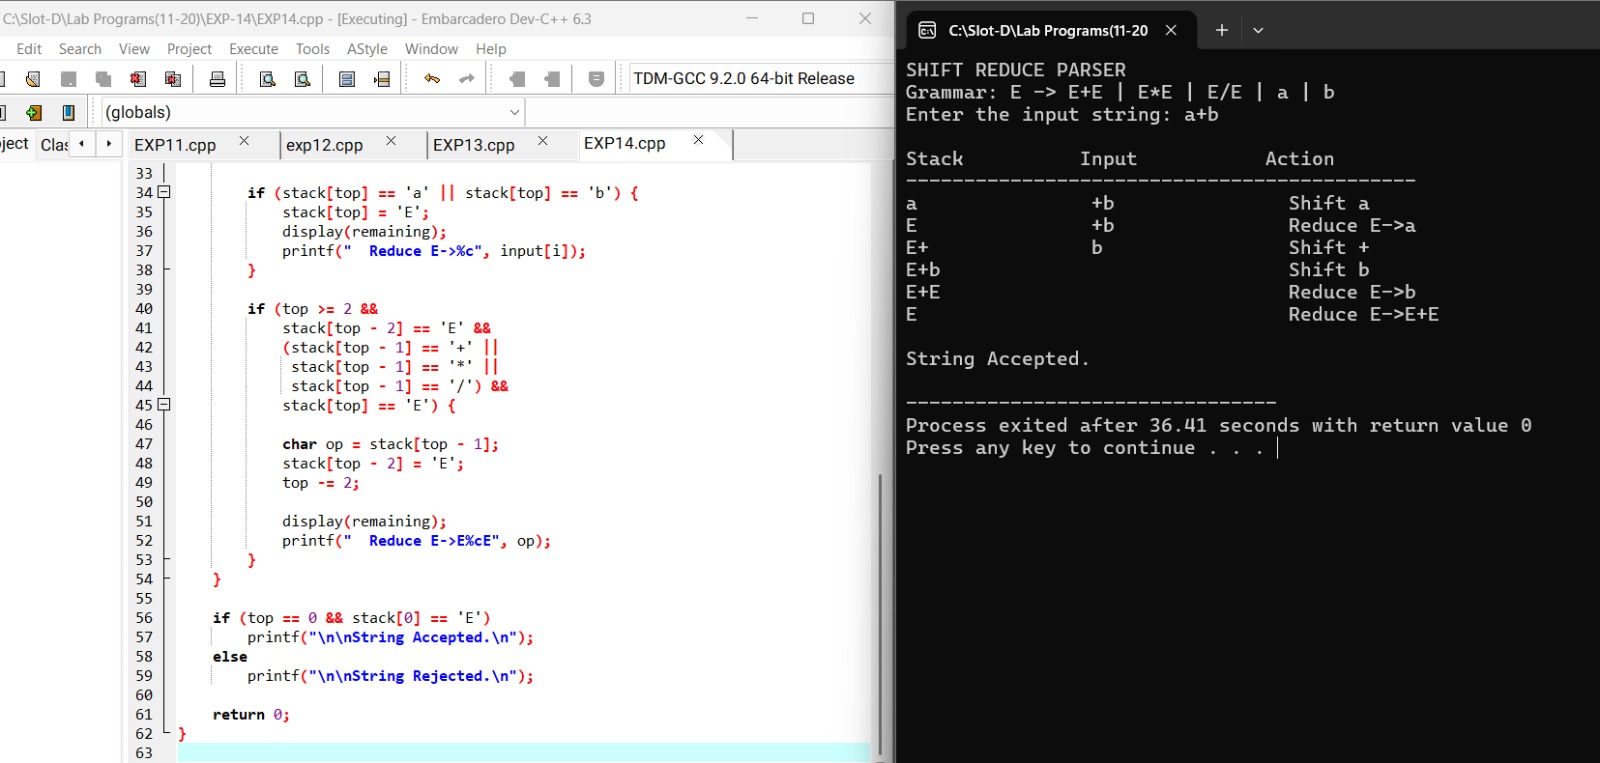 C:\Slot-D\Lab Programs(11-20)\EXP-14\EXP14.cpp - [Executing] - Embarcadero Dev-C++ 6.3
Edit Search View Project Execute Tools AStyle Window Help
TDM-GCC 9.2.0 64-bit Release
(globals)
ject Clas EXP11.cpp exp12.cpp EXP13.cpp EXP14.cpp
33
34 if (stack[top] == 'a' || stack[top] == 'b') {
35 stack[top] = 'E';
36 display(remaining);
37 printf("  Reduce E->%c", input[i]);
38 }
39
40 if (top >= 2 &&
41 stack[top - 2] == 'E' &&
42 (stack[top - 1] == '+' ||
43 stack[top - 1] == '*' ||
44 stack[top - 1] == '/') &&
45 stack[top] == 'E') {
46
47 char op = stack[top - 1];
48 stack[top - 2] = 'E';
49 top -= 2;
50
51 display(remaining);
52 printf("  Reduce E->E%cE", op);
53 }
54 }
55
56 if (top == 0 && stack[0] == 'E')
57 printf("\n\nString Accepted.\n");
58 else
59 printf("\n\nString Rejected.\n");
60
61 return 0;
62 }
63
C:\Slot-D\Lab Programs(11-20
SHIFT REDUCE PARSER
Grammar: E -> E+E | E*E | E/E | a | b
Enter the input string: a+b
Stack Input Action
--------------------------------------------
a +b Shift a
E +b Reduce E->a
E+ b Shift +
E+b Shift b
E+E Reduce E->b
E Reduce E->E+E
String Accepted.
--------------------------------
Process exited after 36.41 seconds with return value 0
Press any key to continue . . .